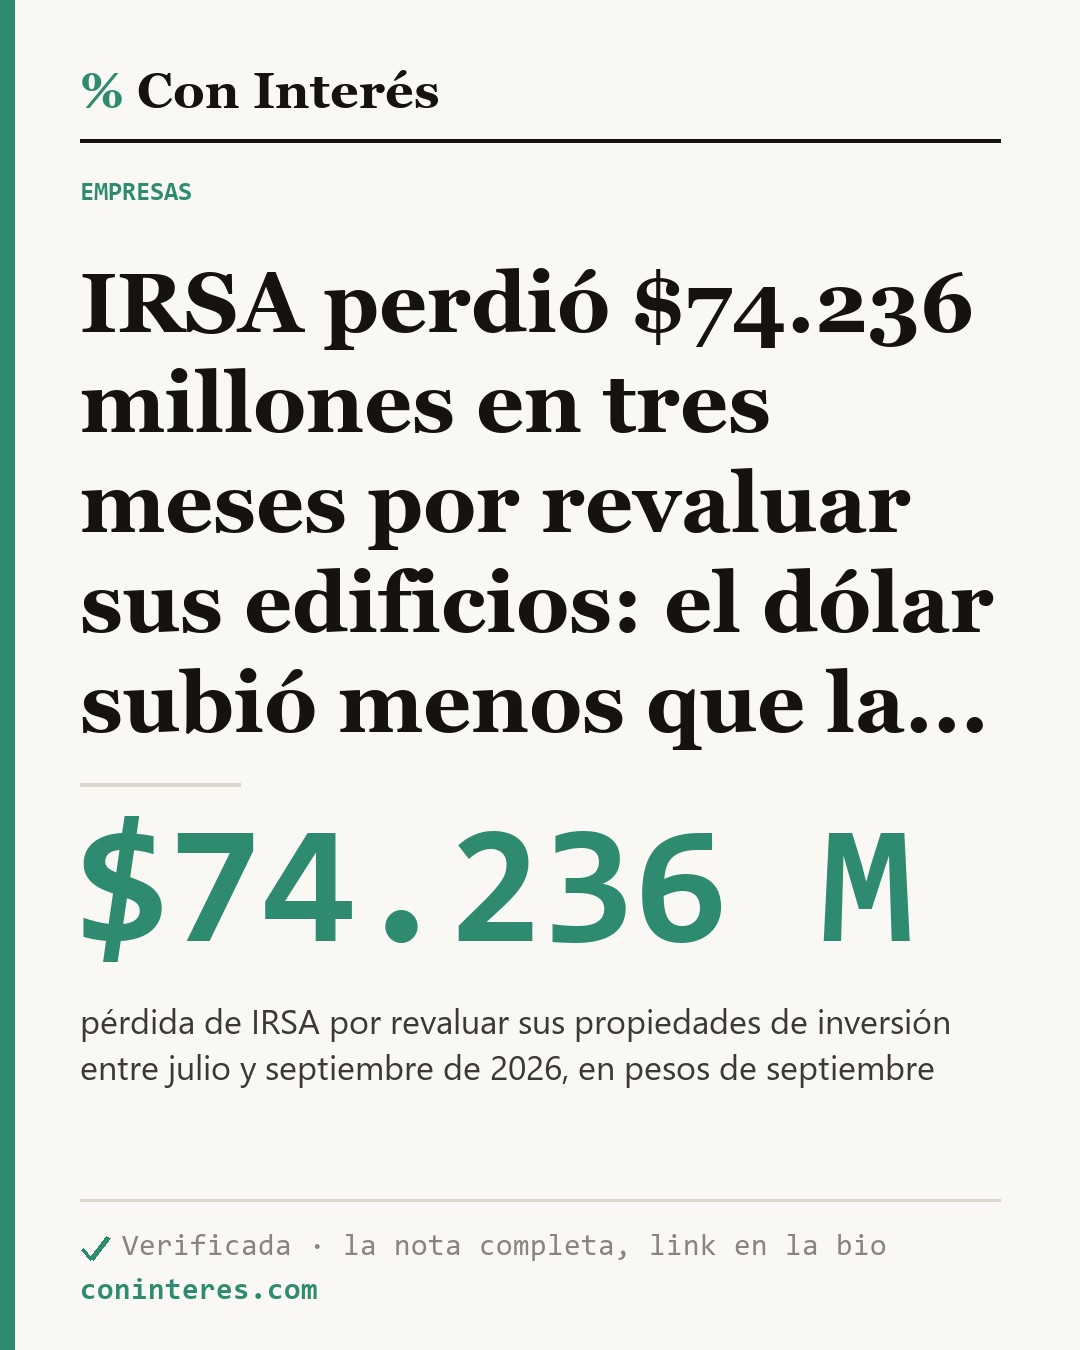 % Con Interés
EMPRESAS
IRSA perdió $74.236
millones en tres
meses por revaluar
sus edificios: el dólar
subió menos que la...
$74.236 M
pérdida de IRSA por revaluar sus propiedades de inversión
entre julio y septiembre de 2026, en pesos de septiembre
Verificada · la nota completa, link en la bio
coninteres.com